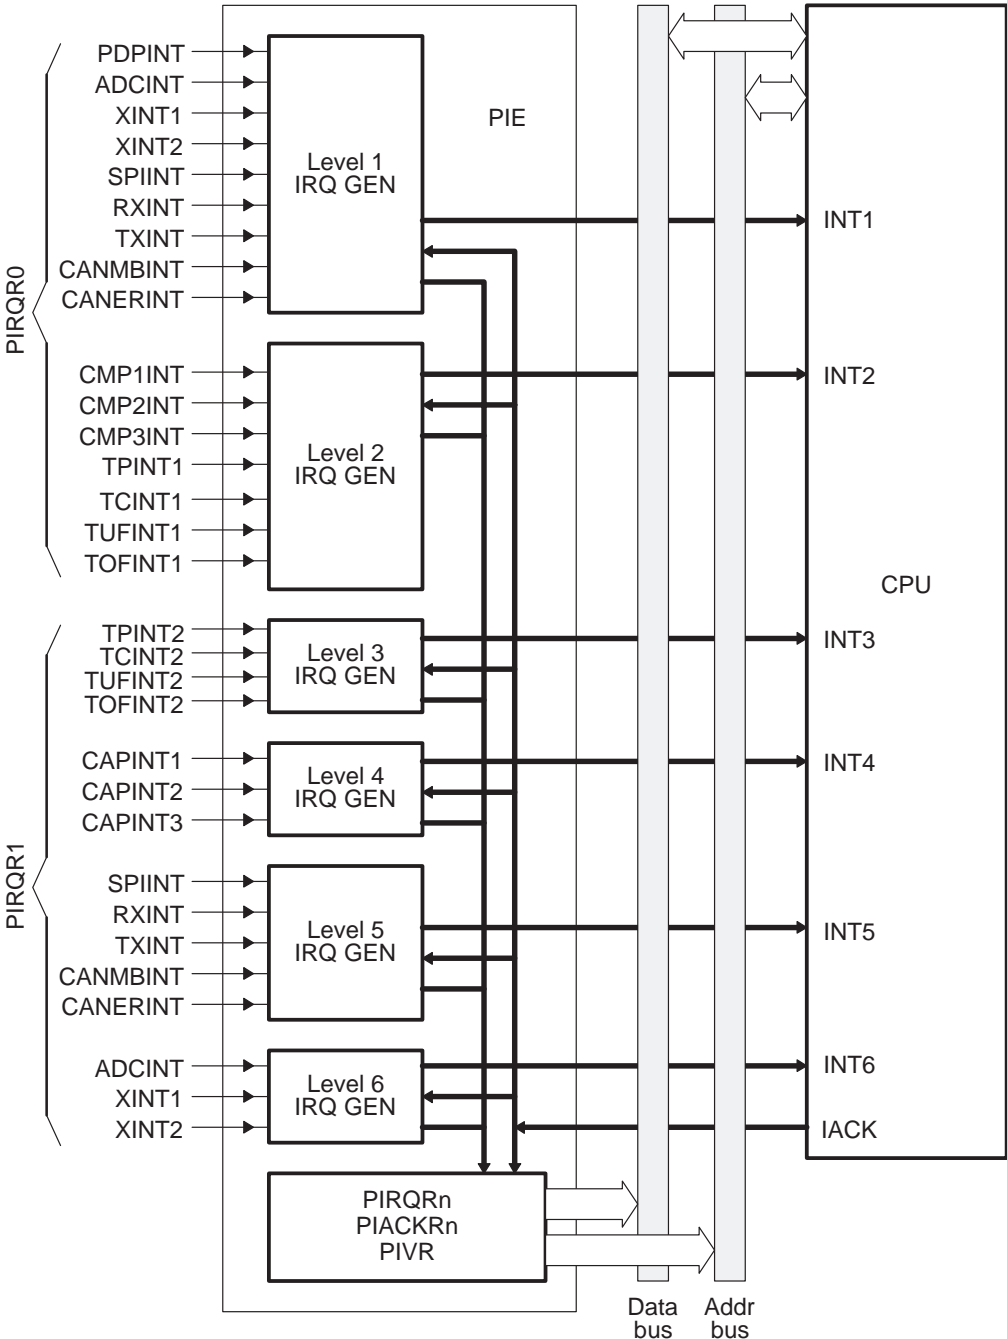 PIE
PIRQR0
PDPINT
ADCINT
XINT1
XINT2
SPIINT
RXINT
TXINT
CANMBINT
CANERINT
Level 1
IRQ GEN
INT1
CMP1INT
CMP2INT
CMP3INT
TPINT1
TCINT1
TUFINT1
TOFINT1
Level 2
IRQ GEN
INT2
CPU
PIRQR1
TPINT2
TCINT2
TUFINT2
TOFINT2
Level 3
IRQ GEN
INT3
CAPINT1
CAPINT2
CAPINT3
Level 4
IRQ GEN
INT4
SPIINT
RXINT
TXINT
CANMBINT
CANERINT
Level 5
IRQ GEN
INT5
ADCINT
XINT1
XINT2
Level 6
IRQ GEN
INT6
IACK
PIRQRn
PIACKRn
PIVR
Data
bus
Addr
bus